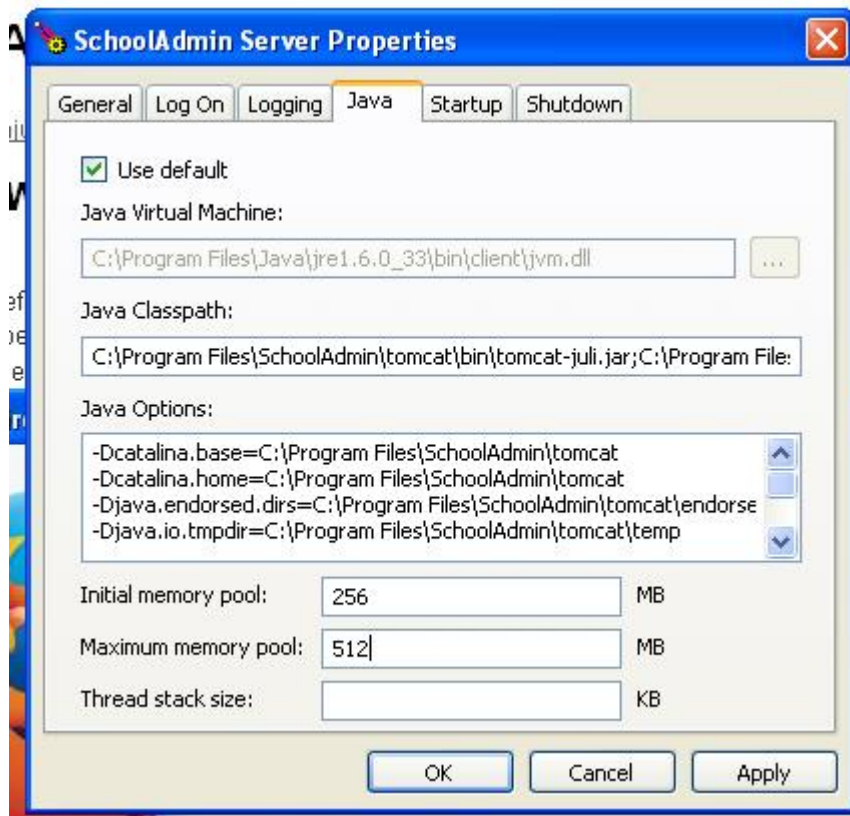 SchoolAdmin Server Properties
General Log On Logging Java Startup Shutdown
Use default
Java Virtual Machine:
C:\Program Files\Java\jre1.6.0_33\bin\client\jvm.dll ...
Java Classpath:
C:\Program Files\SchoolAdmin\tomcat\bin\tomcat-juli.jar;C:\Program File
Java Options:
-Dcatalina.base=C:\Program Files\SchoolAdmin\tomcat
-Dcatalina.home=C:\Program Files\SchoolAdmin\tomcat
-Djava.endorsed.dirs=C:\Program Files\SchoolAdmin\tomcat\endorse
-Djava.io.tmpdir=C:\Program Files\SchoolAdmin\tomcat\temp
Initial memory pool: 256 MB
Maximum memory pool: 512 MB
Thread stack size: KB
OK Cancel Apply